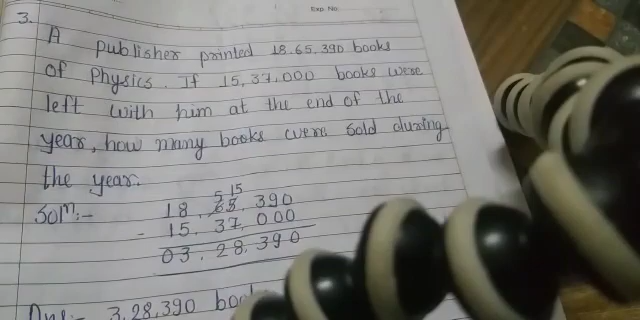 Exp. No.
3.
A publisher printed 18.65.390 books
of Physics. If 15,37,000 books were
left with him at the end of the
year, how many books were sold during
the year.
5 15
Soln:- 18.65.390
- 15.37.000
03.28.390
Ans:- 3,28,390